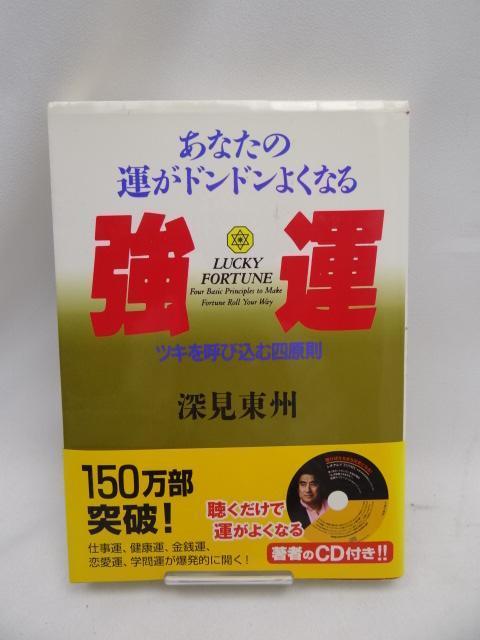 あなたの
運がドンドンよくなる
強運
LUCKY
FORTUNE
Four Basic Principles to Make
Fortune Roll Your Way
ツキを呼び込む四原則
深見東州
150万部
突破!
仕事運、健康運、金銭運、
恋愛運、学問運が爆発的に開く!
聴くだけで
運がよくなる
著者のCD付き!!